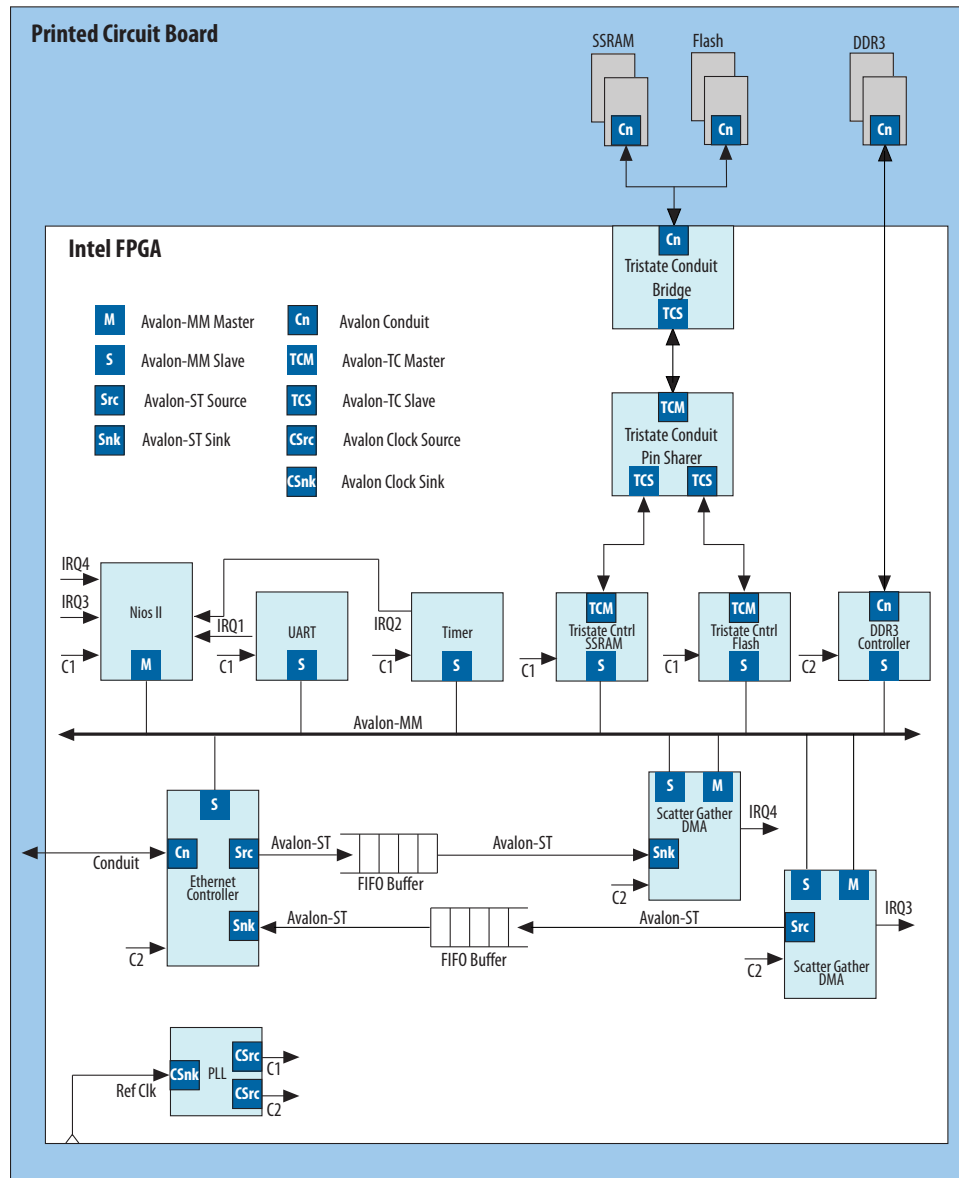 Printed Circuit Board
SSRAM
Flash
DDR3
Cn
Cn
Cn
Intel FPGA
Cn
Tristate Conduit
Bridge
TCS
M Avalon-MM Master
S Avalon-MM Slave
Src Avalon-ST Source
Snk Avalon-ST Sink
Cn Avalon Conduit
TCM Avalon-TC Master
TCS Avalon-TC Slave
CSrc Avalon Clock Source
CSnk Avalon Clock Sink
TCM
Tristate Conduit
Pin Sharer
TCS
TCS
IRQ4
IRQ3
C1
Nios II
M
IRQ1
C1
UART
S
IRQ2
C1
Timer
S
C1
TCM
Tristate Cntrl
SSRAM
S
C1
TCM
Tristate Cntrl
Flash
S
C2
Cn
DDR3
Controller
S
Avalon-MM
S
Cn
Src
Ethernet
Controller
Snk
Conduit
C2
Avalon-ST
FIFO Buffer
Avalon-ST
S
M
Scatter Gather
DMA
Snk
IRQ4
C2
Avalon-ST
FIFO Buffer
Avalon-ST
S
M
Src
IRQ3
C2
Scatter Gather
DMA
Ref Clk
CSnk
PLL
CSrc
C1
CSrc
C2